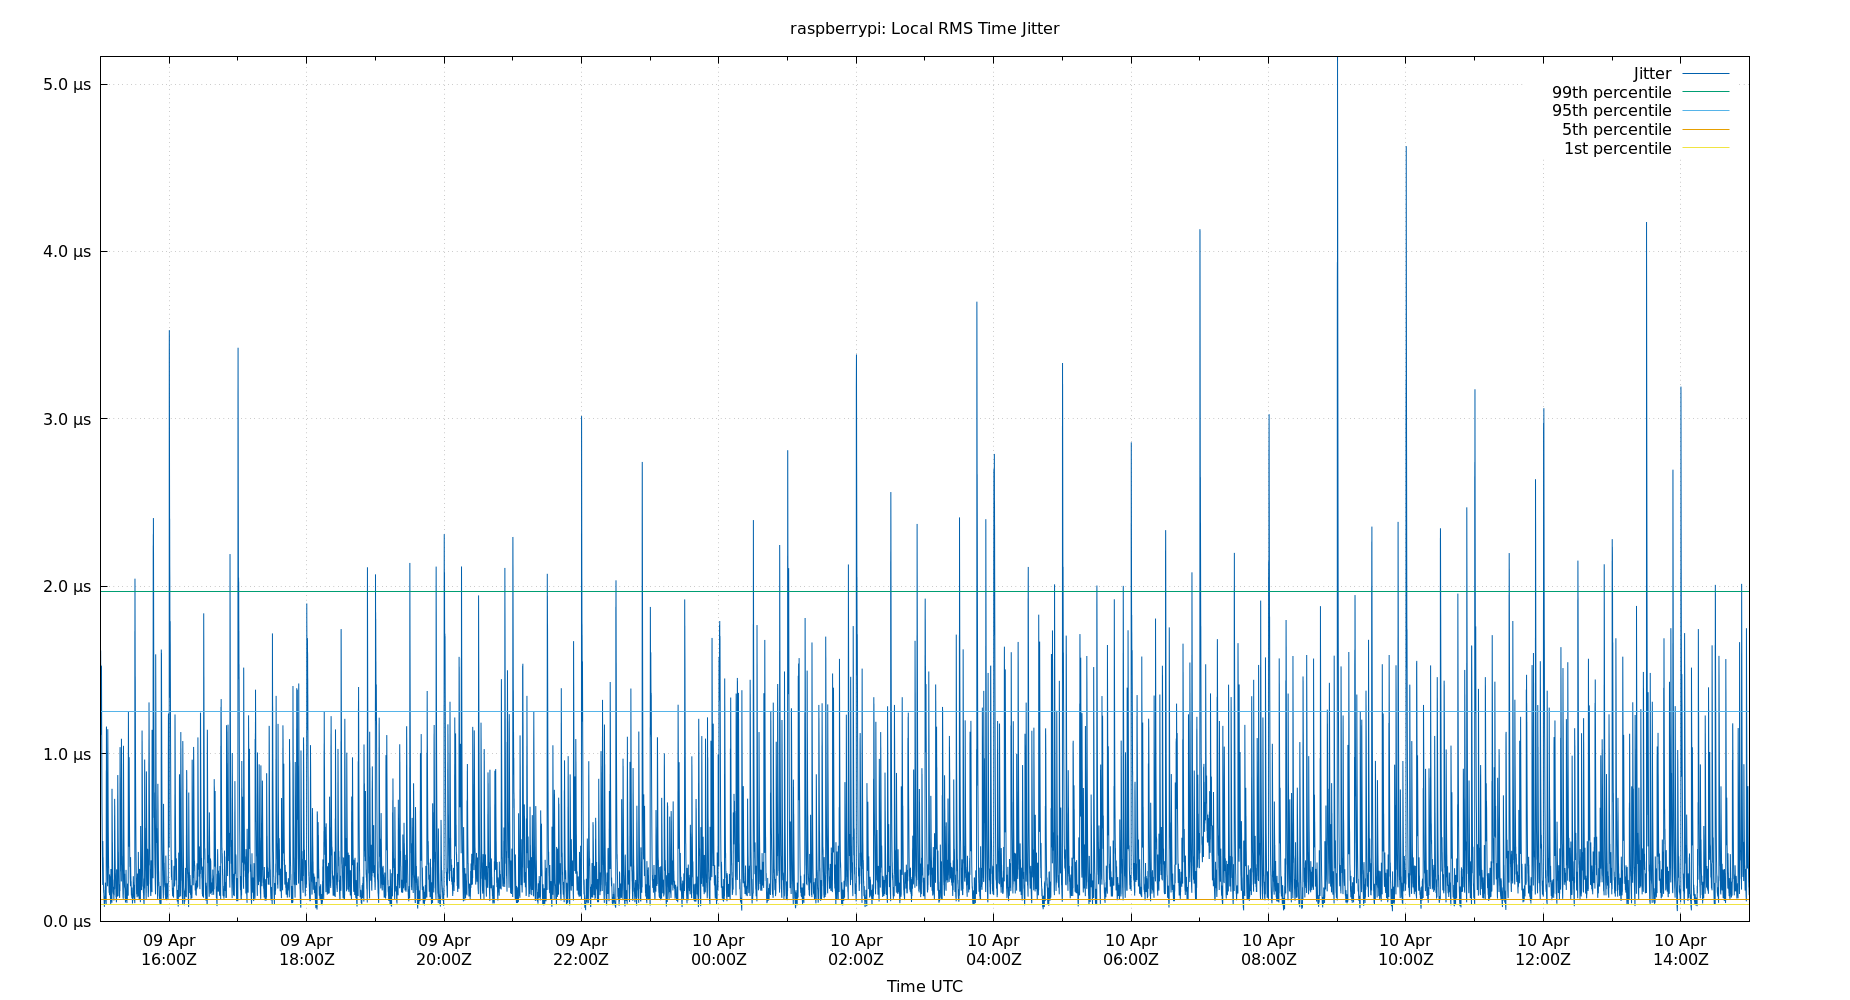 raspberrypi: Local RMS Time Jitter
Jitter
99th percentile
95th percentile
5th percentile
1st percentile
5.0 µs
4.0 µs
3.0 µs
2.0 µs
1.0 µs
0.0 µs
09 Apr 09 Apr 09 Apr 09 Apr 10 Apr 10 Apr 10 Apr 10 Apr 10 Apr 10 Apr 10 Apr 10 Apr
16:00Z 18:00Z 20:00Z 22:00Z 00:00Z 02:00Z 04:00Z 06:00Z 08:00Z 10:00Z 12:00Z 14:00Z
Time UTC